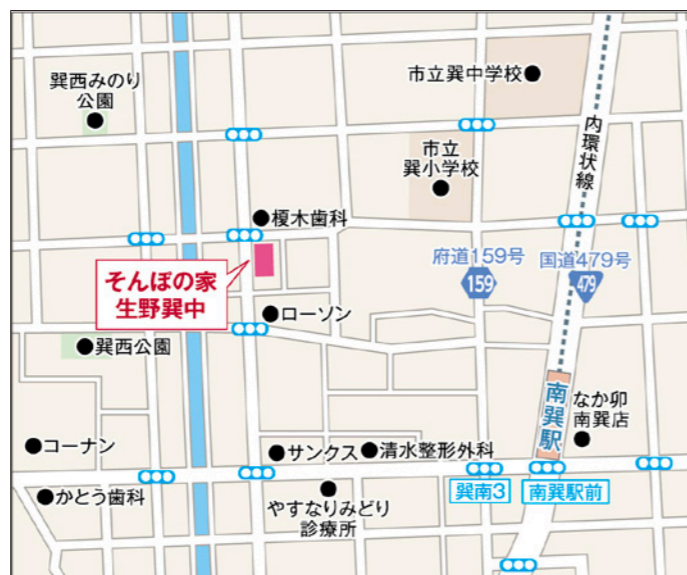 巽西みのり
公園
市立巽中学校
市立
巽小学校
内環状線
榎木歯科
府道159号
159
国道479号
479
そんぽの家
生野巽中
ローソン
巽西公園
南巽駅
なか卯
南巽店
コーナン
サンクス
清水整形外科
かとう歯科
やすなりみどり
診療所
巽南3
南巽駅前